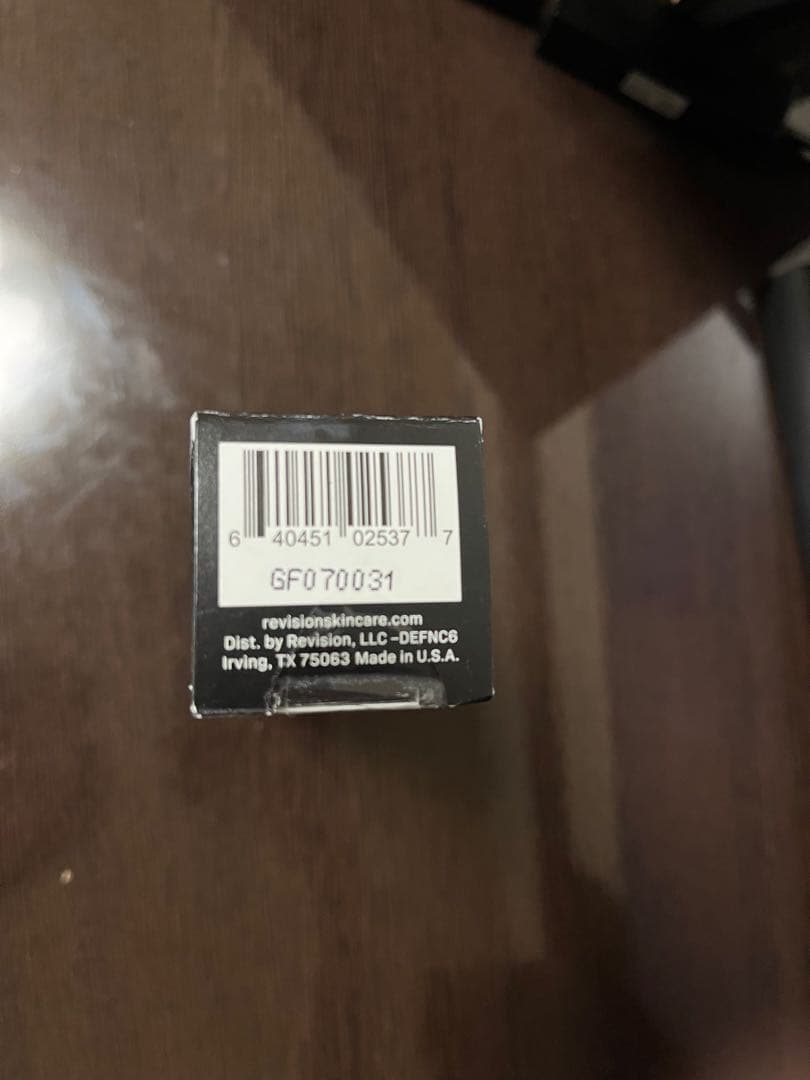 6 40451 02537 7
GF070031
revisionskincare.com
Dist. by Revision, LLC -DEFNC6
Irving, TX 75063 Made in U.S.A.